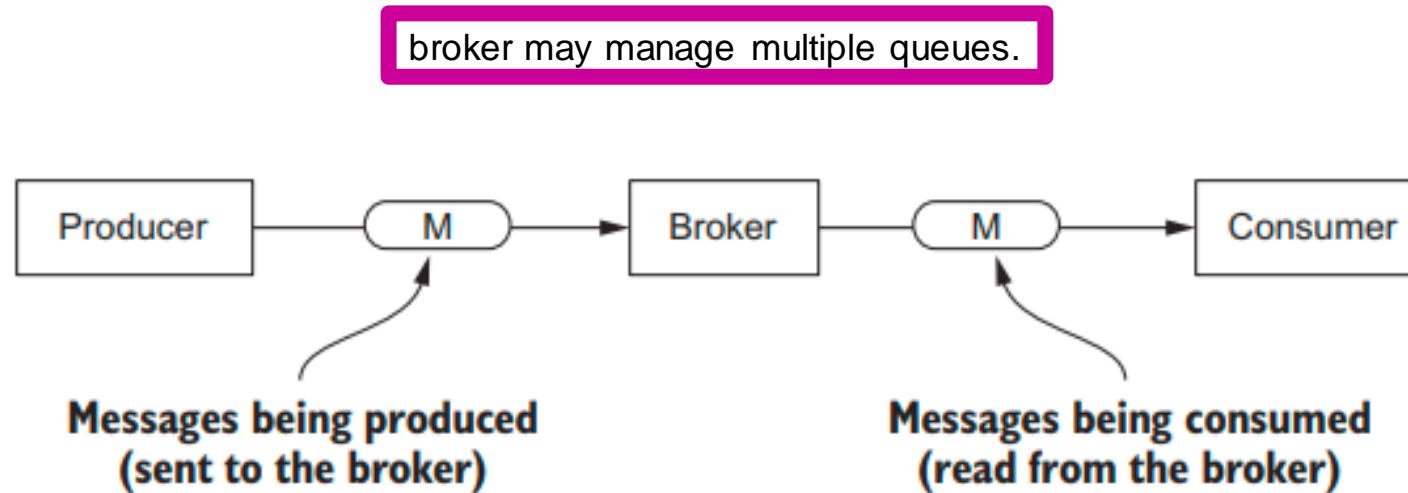 broker may manage multiple queues.
Producer
M
Broker
M
Consumer
Messages being produced
(sent to the broker)
Messages being consumed
(read from the broker)